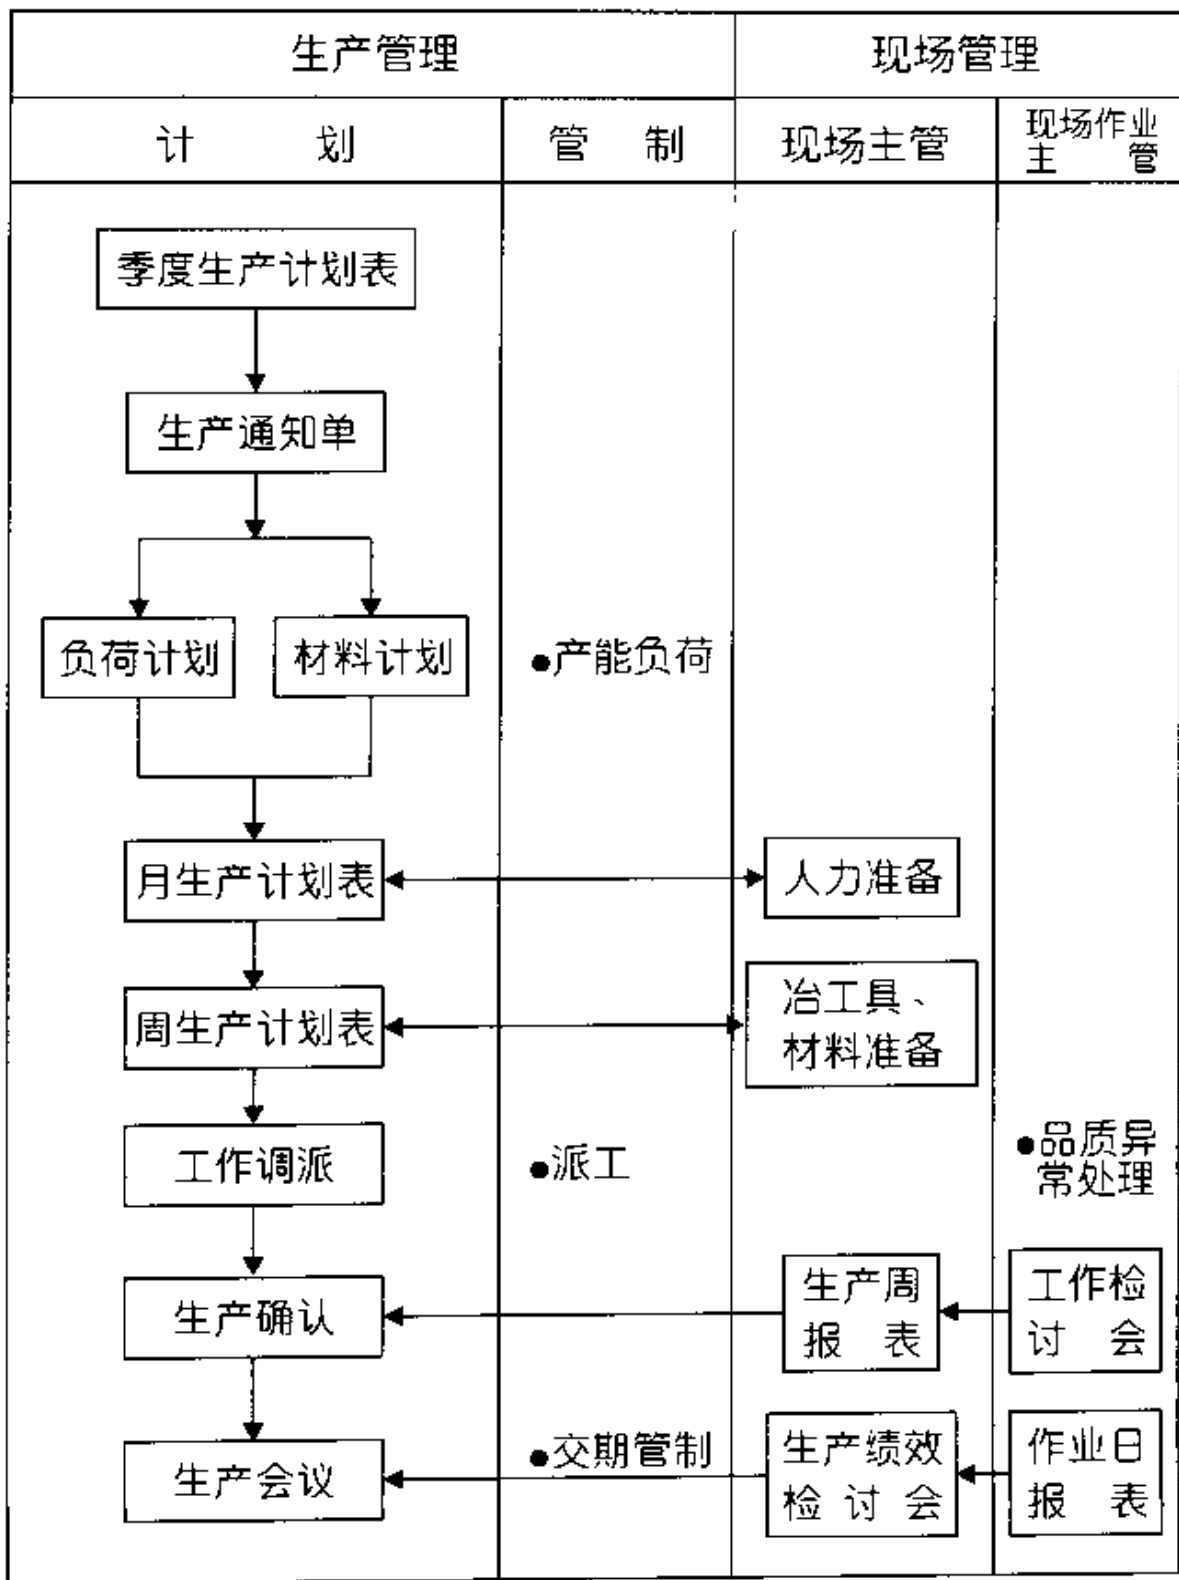 生产管理
现场管理
计 划
管 制
现场主管
现场作业
主 管
季度生产计划表
生产通知单
负荷计划
材料计划
●产能负荷
月生产计划表
人力准备
周生产计划表
冶工具、
材料准备
工作调派
●派工
●品质异
常处理
生产确认
生产周
报 表
工作检
讨 会
生产会议
●交期管制
生产绩效
检 讨 会
作业日
报 表